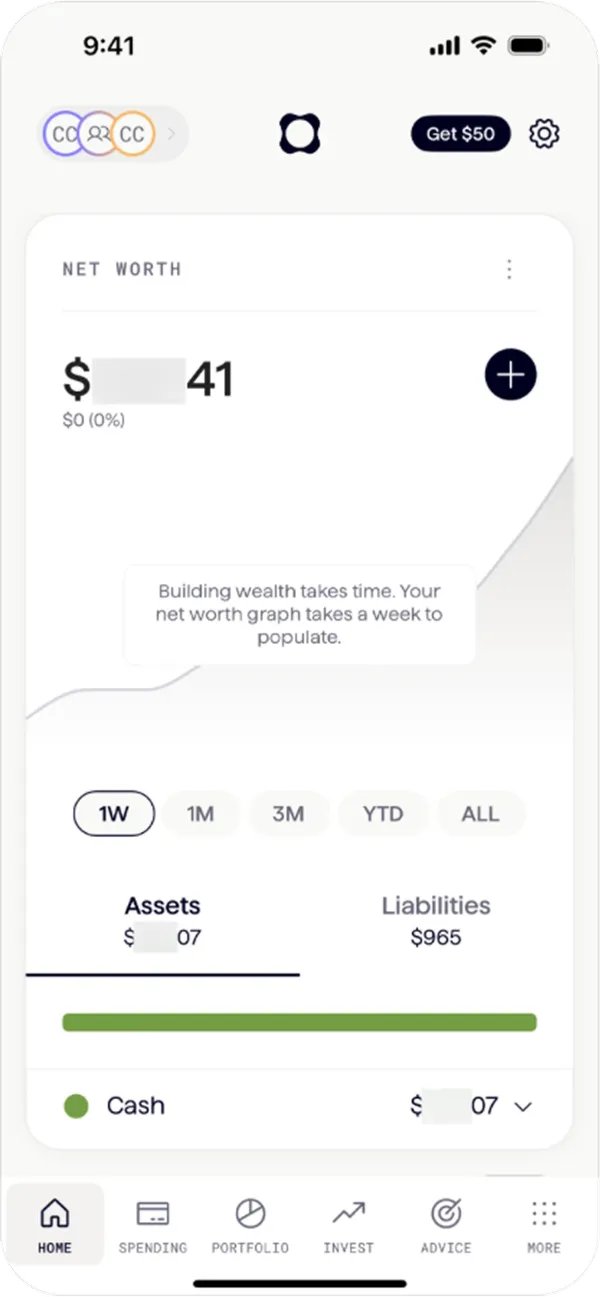 9:41
CC CC
Get $50
NET WORTH
$ 41
$0 (0%)
Building wealth takes time. Your
net worth graph takes a week to
populate.
1W 1M 3M YTD ALL
Assets Liabilities
$ 07 $965
Cash $ 07
HOME SPENDING PORTFOLIO INVEST ADVICE MORE